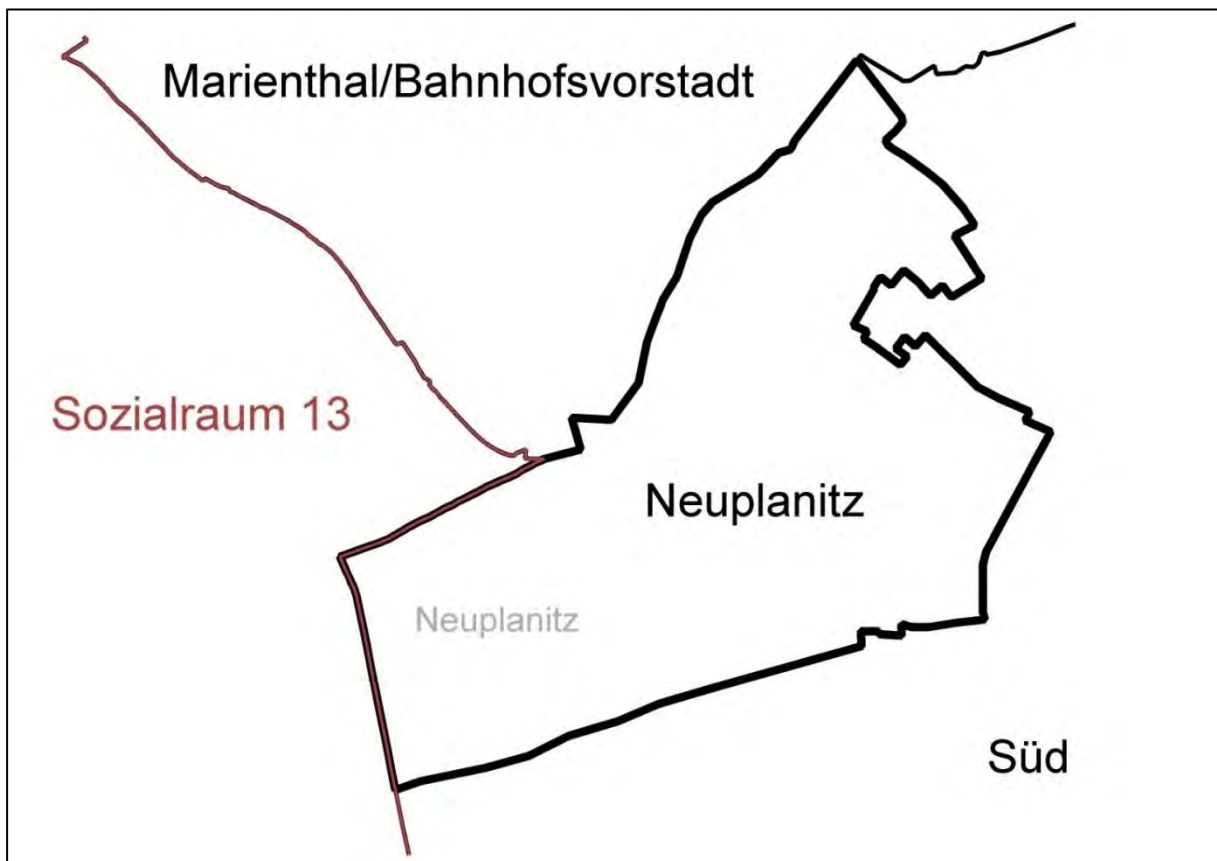 Marienthal/Bahnhofsvorstadt
Sozialraum 13
Neuplanitz
Neuplanitz
Süd